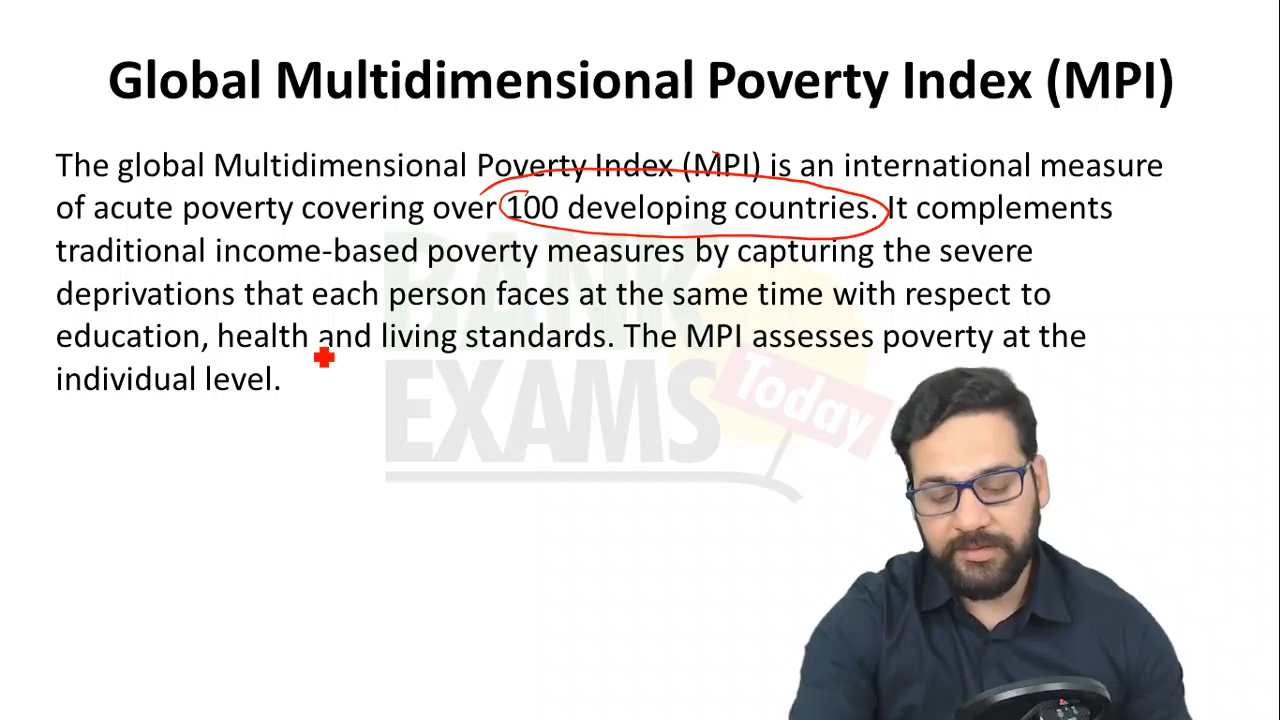 Global Multidimensional Poverty Index (MPI)
The global Multidimensional Poverty Index (MPI) is an international measure
of acute poverty covering over 100 developing countries. It complements
traditional income-based poverty measures by capturing the severe
deprivations that each person faces at the same time with respect to
education, health and living standards. The MPI assesses poverty at the
individual level.
BANK
EXAMS
Today